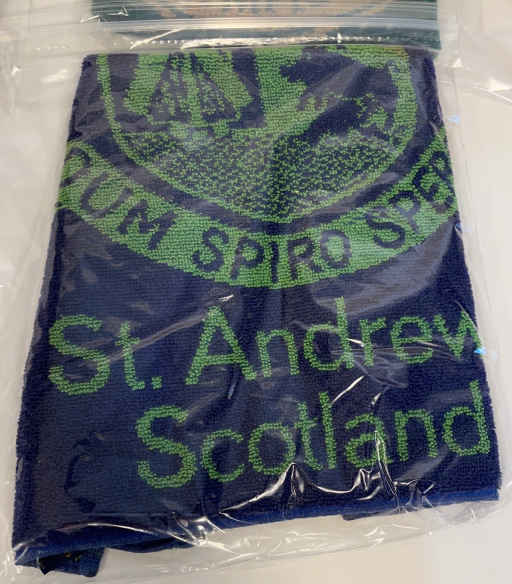 DUM SPIRO SPER
St. Andrew
Scotland